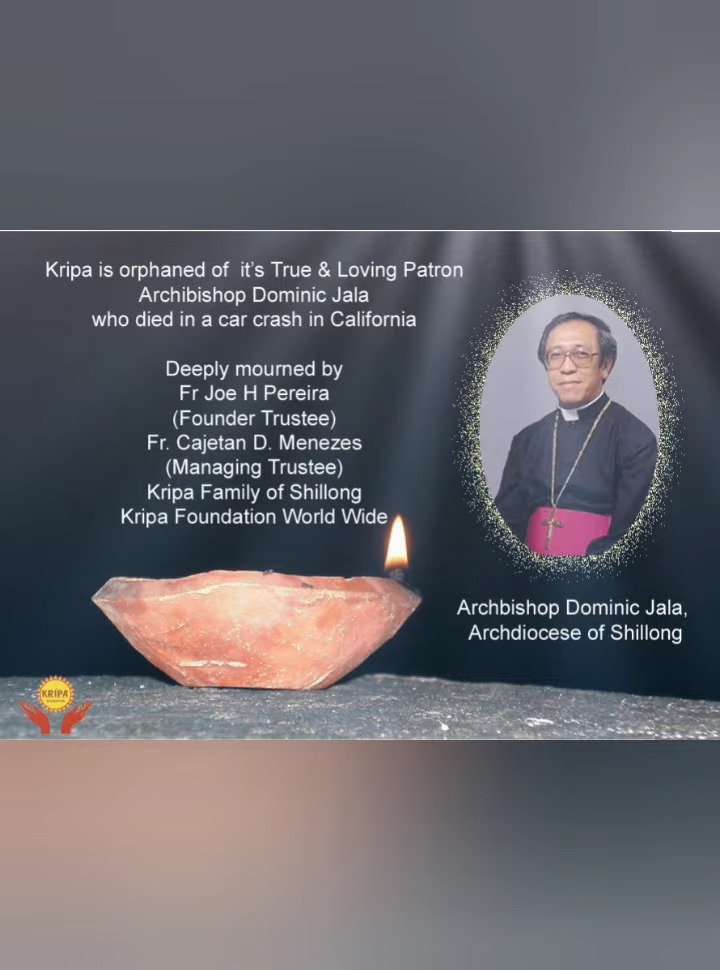 Kripa is orphaned of it's True & Loving Patron
Archibishop Dominic Jala
who died in a car crash in California
Deeply mourned by
Fr Joe H Pereira
(Founder Trustee)
Fr. Cajetan D. Menezes
(Managing Trustee)
Kripa Family of Shillong
Kripa Foundation World Wide
Archbishop Dominic Jala,
Archdiocese of Shillong
KRIPA